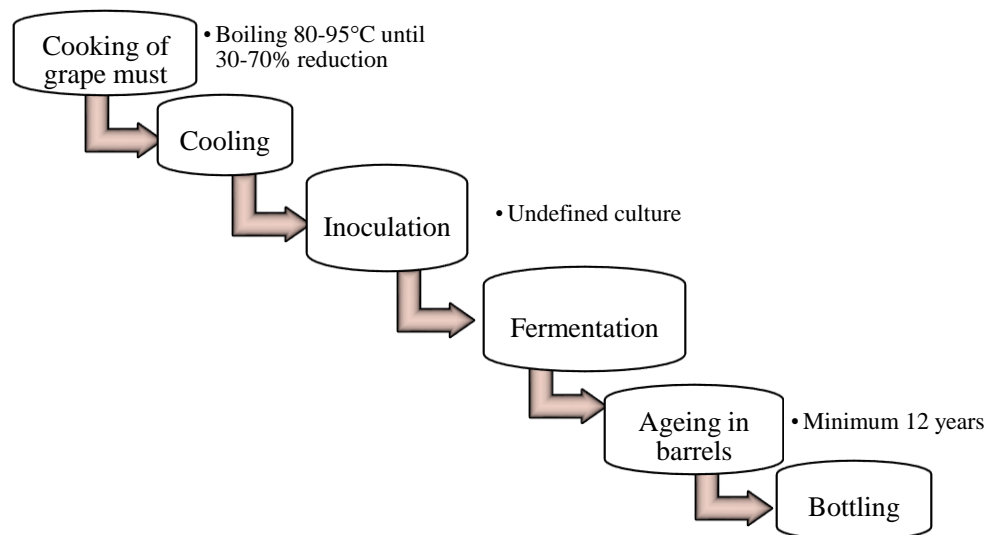 Cooking of
grape must
• Boiling 80-95°C until
30-70% reduction
Cooling
Inoculation
• Undefined culture
Fermentation
Ageing in
barrels
• Minimum 12 years
Bottling